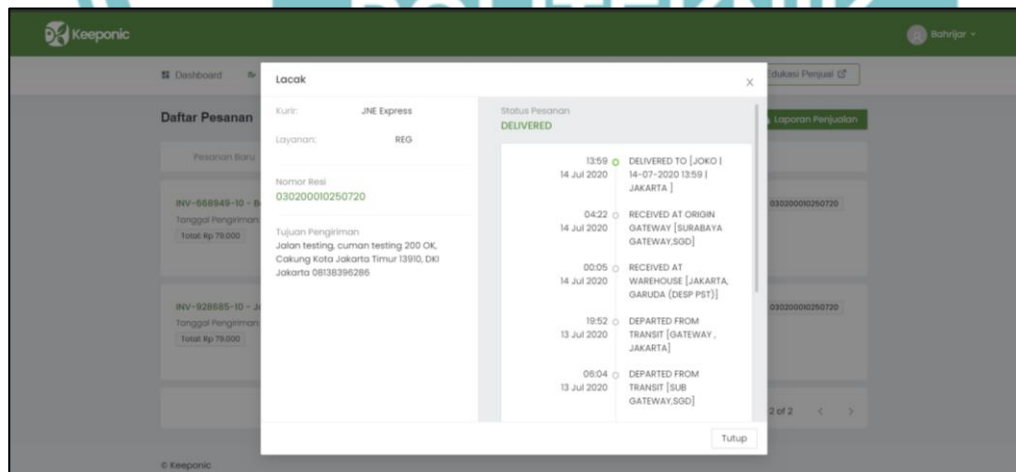 POLITEKNIK
Keeponic
Bahrijar
Dashboard
Edukasi Penjual
Daftar Pesanan
Laporan Penjualan
Pesanan Baru
INV-668949-10 - B
Tanggal Pengiriman:
Total: Rp 79.000
030200010250720
INV-928685-10 - J
Tanggal Pengiriman:
Total: Rp 79.000
030200010250720
2 of 2
© Keeponic
Lacak
Kurir: JNE Express
Layanan: REG
Nomor Resi
030200010250720
Tujuan Pengiriman
Jalan testing, cuman testing 200 OK,
Cakung Kota Jakarta Timur 13910, DKI
Jakarta 08138396286
Status Pesanan
DELIVERED
13:59 DELIVERED TO [JOKO |
14 Jul 2020 14-07-2020 13:59 |
JAKARTA ]
04:22 RECEIVED AT ORIGIN
14 Jul 2020 GATEWAY [SURABAYA
GATEWAY,SGD]
00:05 RECEIVED AT
14 Jul 2020 WAREHOUSE [JAKARTA,
GARUDA (DESP PST)]
19:52 DEPARTED FROM
13 Jul 2020 TRANSIT [GATEWAY ,
JAKARTA]
06:04 DEPARTED FROM
13 Jul 2020 TRANSIT [SUB
GATEWAY,SGD]
Tutup